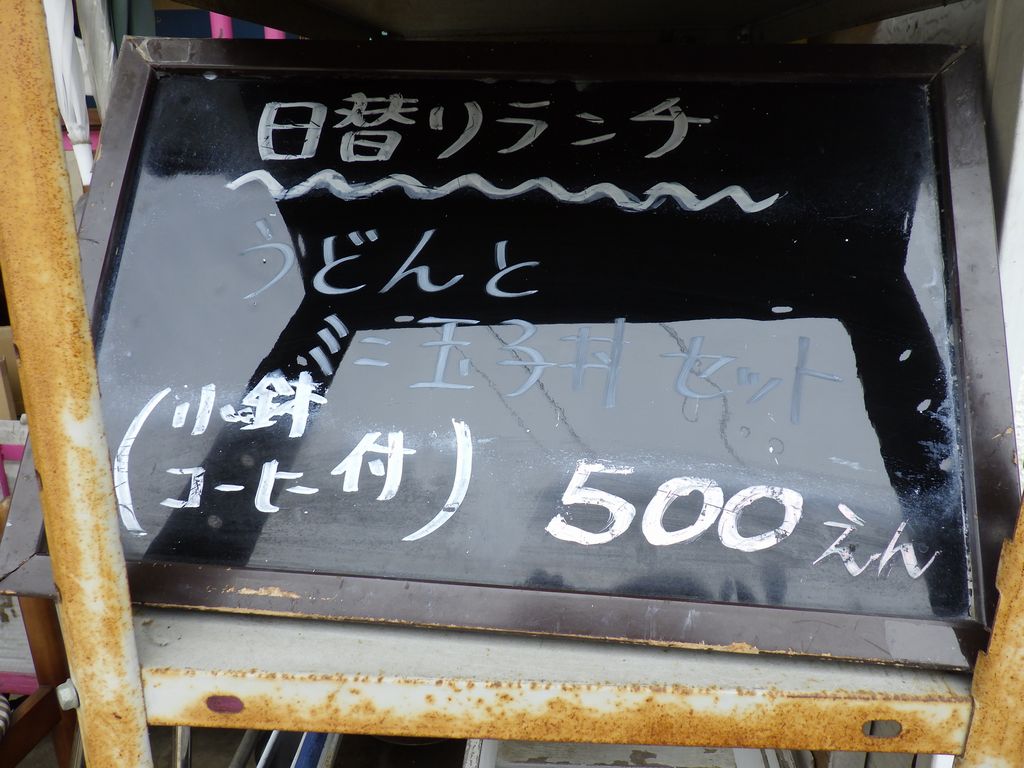 日替りランチ
うどんと
ミニ玉子丼 セット
(小鉢
コーヒー付)
500えん